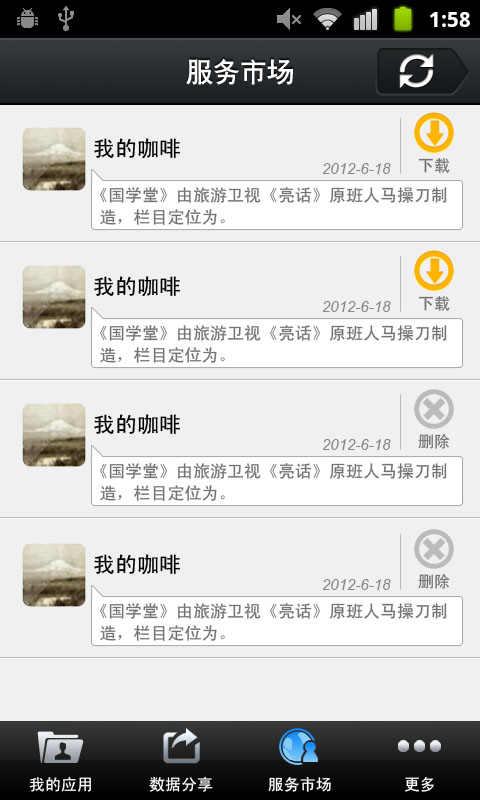 1:58
服务市场
我的咖啡
下载
2012-6-18
《国学堂》由旅游卫视《亮话》原班人马操刀制
造，栏目定位为。
我的咖啡
下载
2012-6-18
《国学堂》由旅游卫视《亮话》原班人马操刀制
造，栏目定位为。
我的咖啡
删除
2012-6-18
《国学堂》由旅游卫视《亮话》原班人马操刀制
造，栏目定位为。
我的咖啡
删除
2012-6-18
《国学堂》由旅游卫视《亮话》原班人马操刀制
造，栏目定位为。
我的应用
数据分享
服务市场
更多